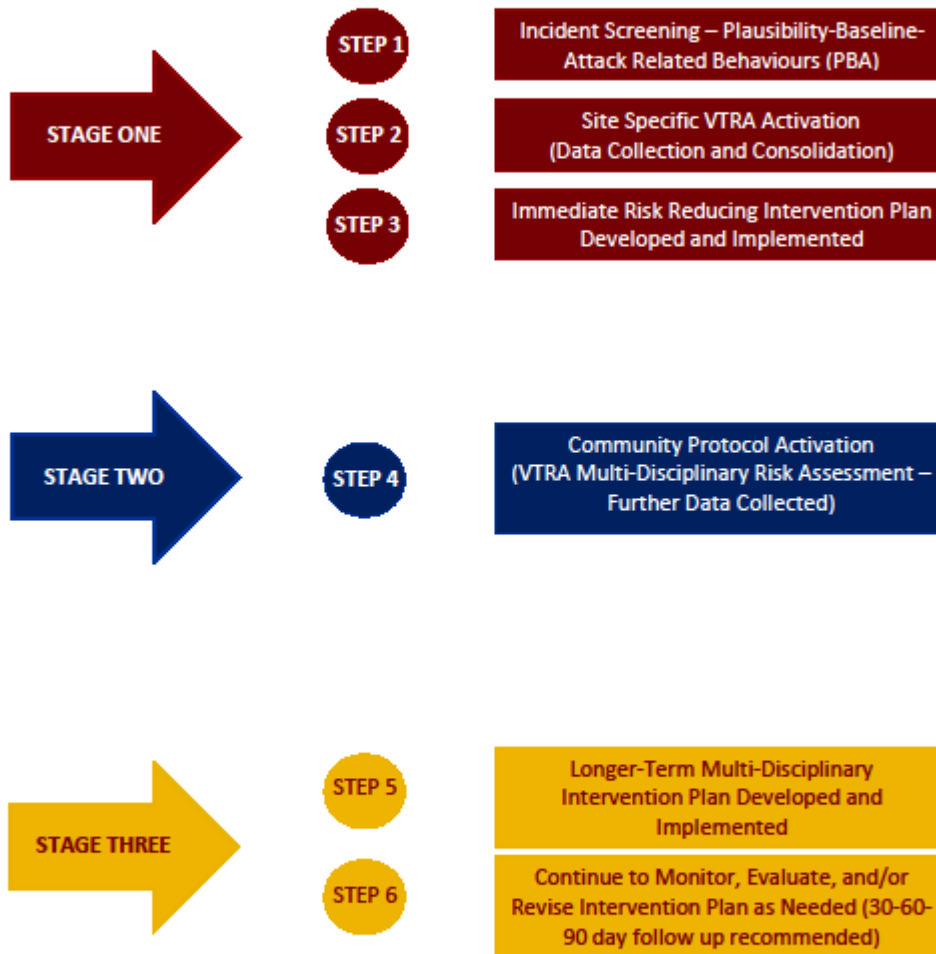 STAGE ONE
STEP 1
Incident Screening – Plausibility-Baseline-
Attack Related Behaviours (PBA)
STEP 2
Site Specific VTRA Activation
(Data Collection and Consolidation)
STEP 3
Immediate Risk Reducing Intervention Plan
Developed and Implemented
STAGE TWO
STEP 4
Community Protocol Activation
(VTRA Multi-Disciplinary Risk Assessment –
Further Data Collected)
STAGE THREE
STEP 5
Longer-Term Multi-Disciplinary
Intervention Plan Developed and
Implemented
STEP 6
Continue to Monitor, Evaluate, and/or
Revise Intervention Plan as Needed (30-60-
90 day follow up recommended)